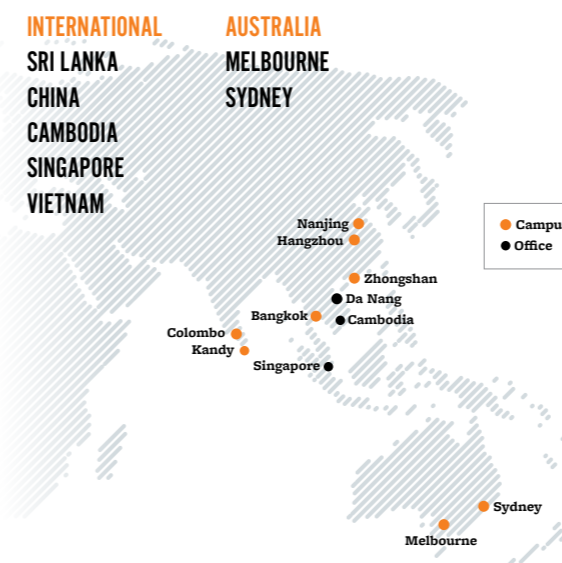 INTERNATIONAL
SRI LANKA
CHINA
CAMBODIA
SINGAPORE
VIETNAM
AUSTRALIA
MELBOURNE
SYDNEY
Nanjing
Hangzhou
Campu
Office
Zhongshan
Da Nang
Bangkok
Cambodia
Colombo
Kandy
Singapore
Sydney
Melbourne